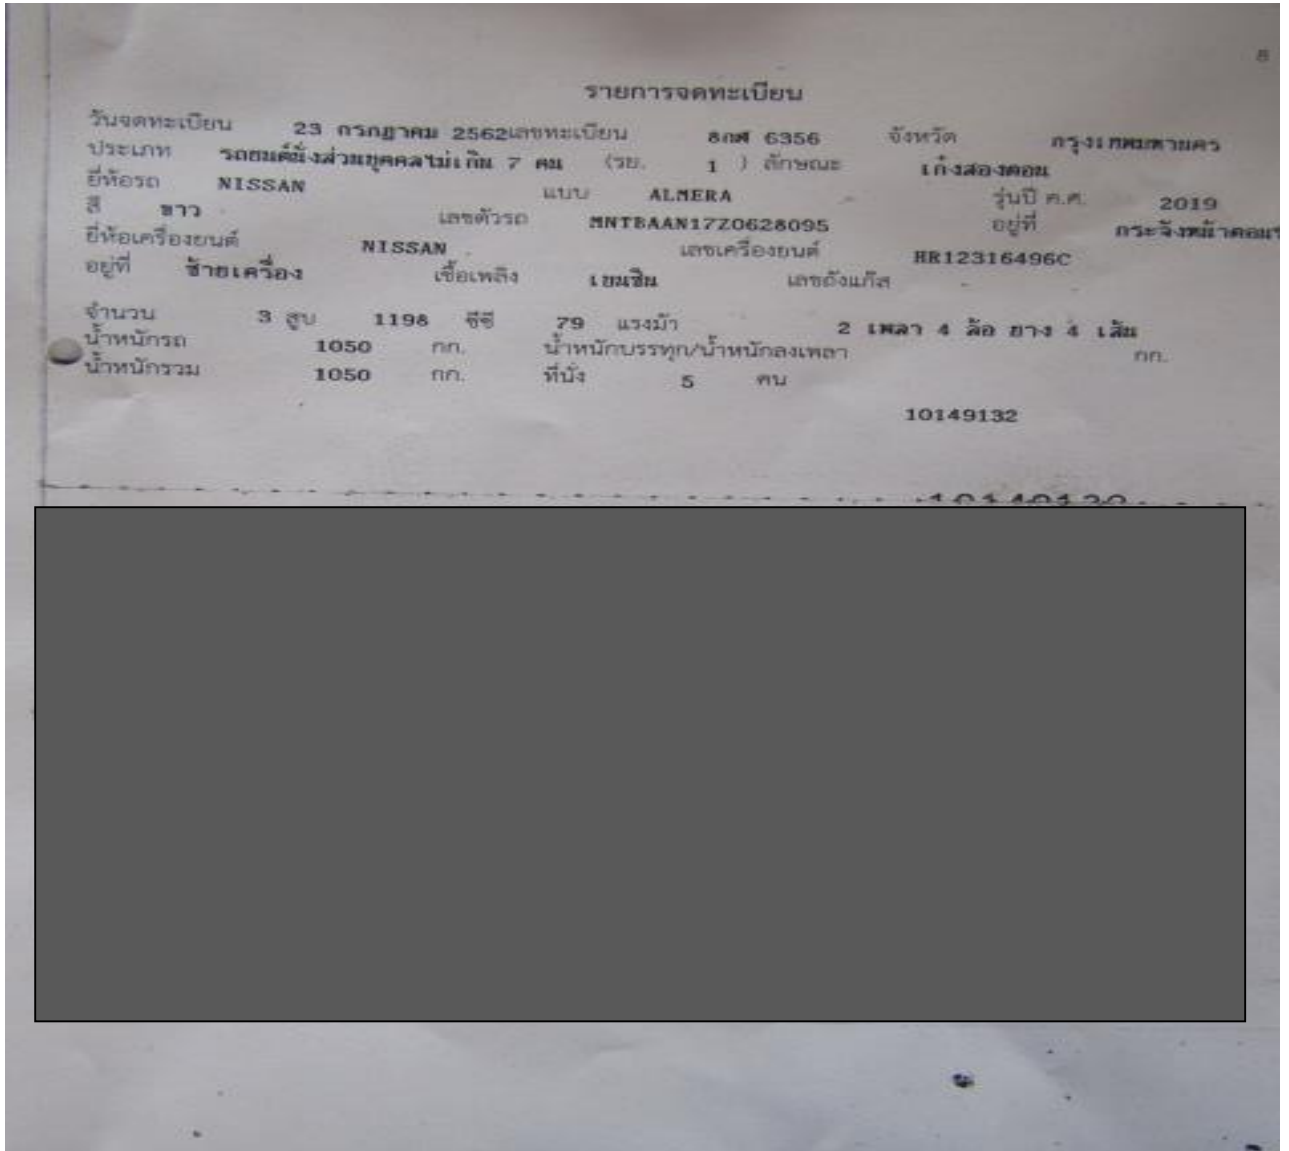 8
รายการจดทะเบียน
วันจดทะเบียน 23 กรกฎาคม 2562 เลขทะเบียน 8กศ 6356 จังหวัด กรุงเทพมหานคร
ประเภท รถยนต์นั่งส่วนบุคคลไม่เกิน 7 คน (รย. 1 ) ลักษณะ เก๋งสองตอน
ยี่ห้อรถ NISSAN แบบ ALMERA รุ่นปี ค.ศ. 2019
สี ขาว เลขตัวรถ MNTBAAN17Z0628095 อยู่ที่ กระจังหน้าตอน
ยี่ห้อเครื่องยนต์ NISSAN เลขเครื่องยนต์ HR12316496C
อยู่ที่ ซ้ายเครื่อง เชื้อเพลิง เบนซิน เลขถังแก๊ส -
จำนวน 3 สูบ 1198 ซีซี 79 แรงม้า 2 เพลา 4 ล้อ ยาง 4 เส้น
น้ำหนักรถ 1050 กก. น้ำหนักบรรทุก/น้ำหนักลงเพลา กก.
น้ำหนักรวม 1050 กก. ที่นั่ง 5 คน
10149132